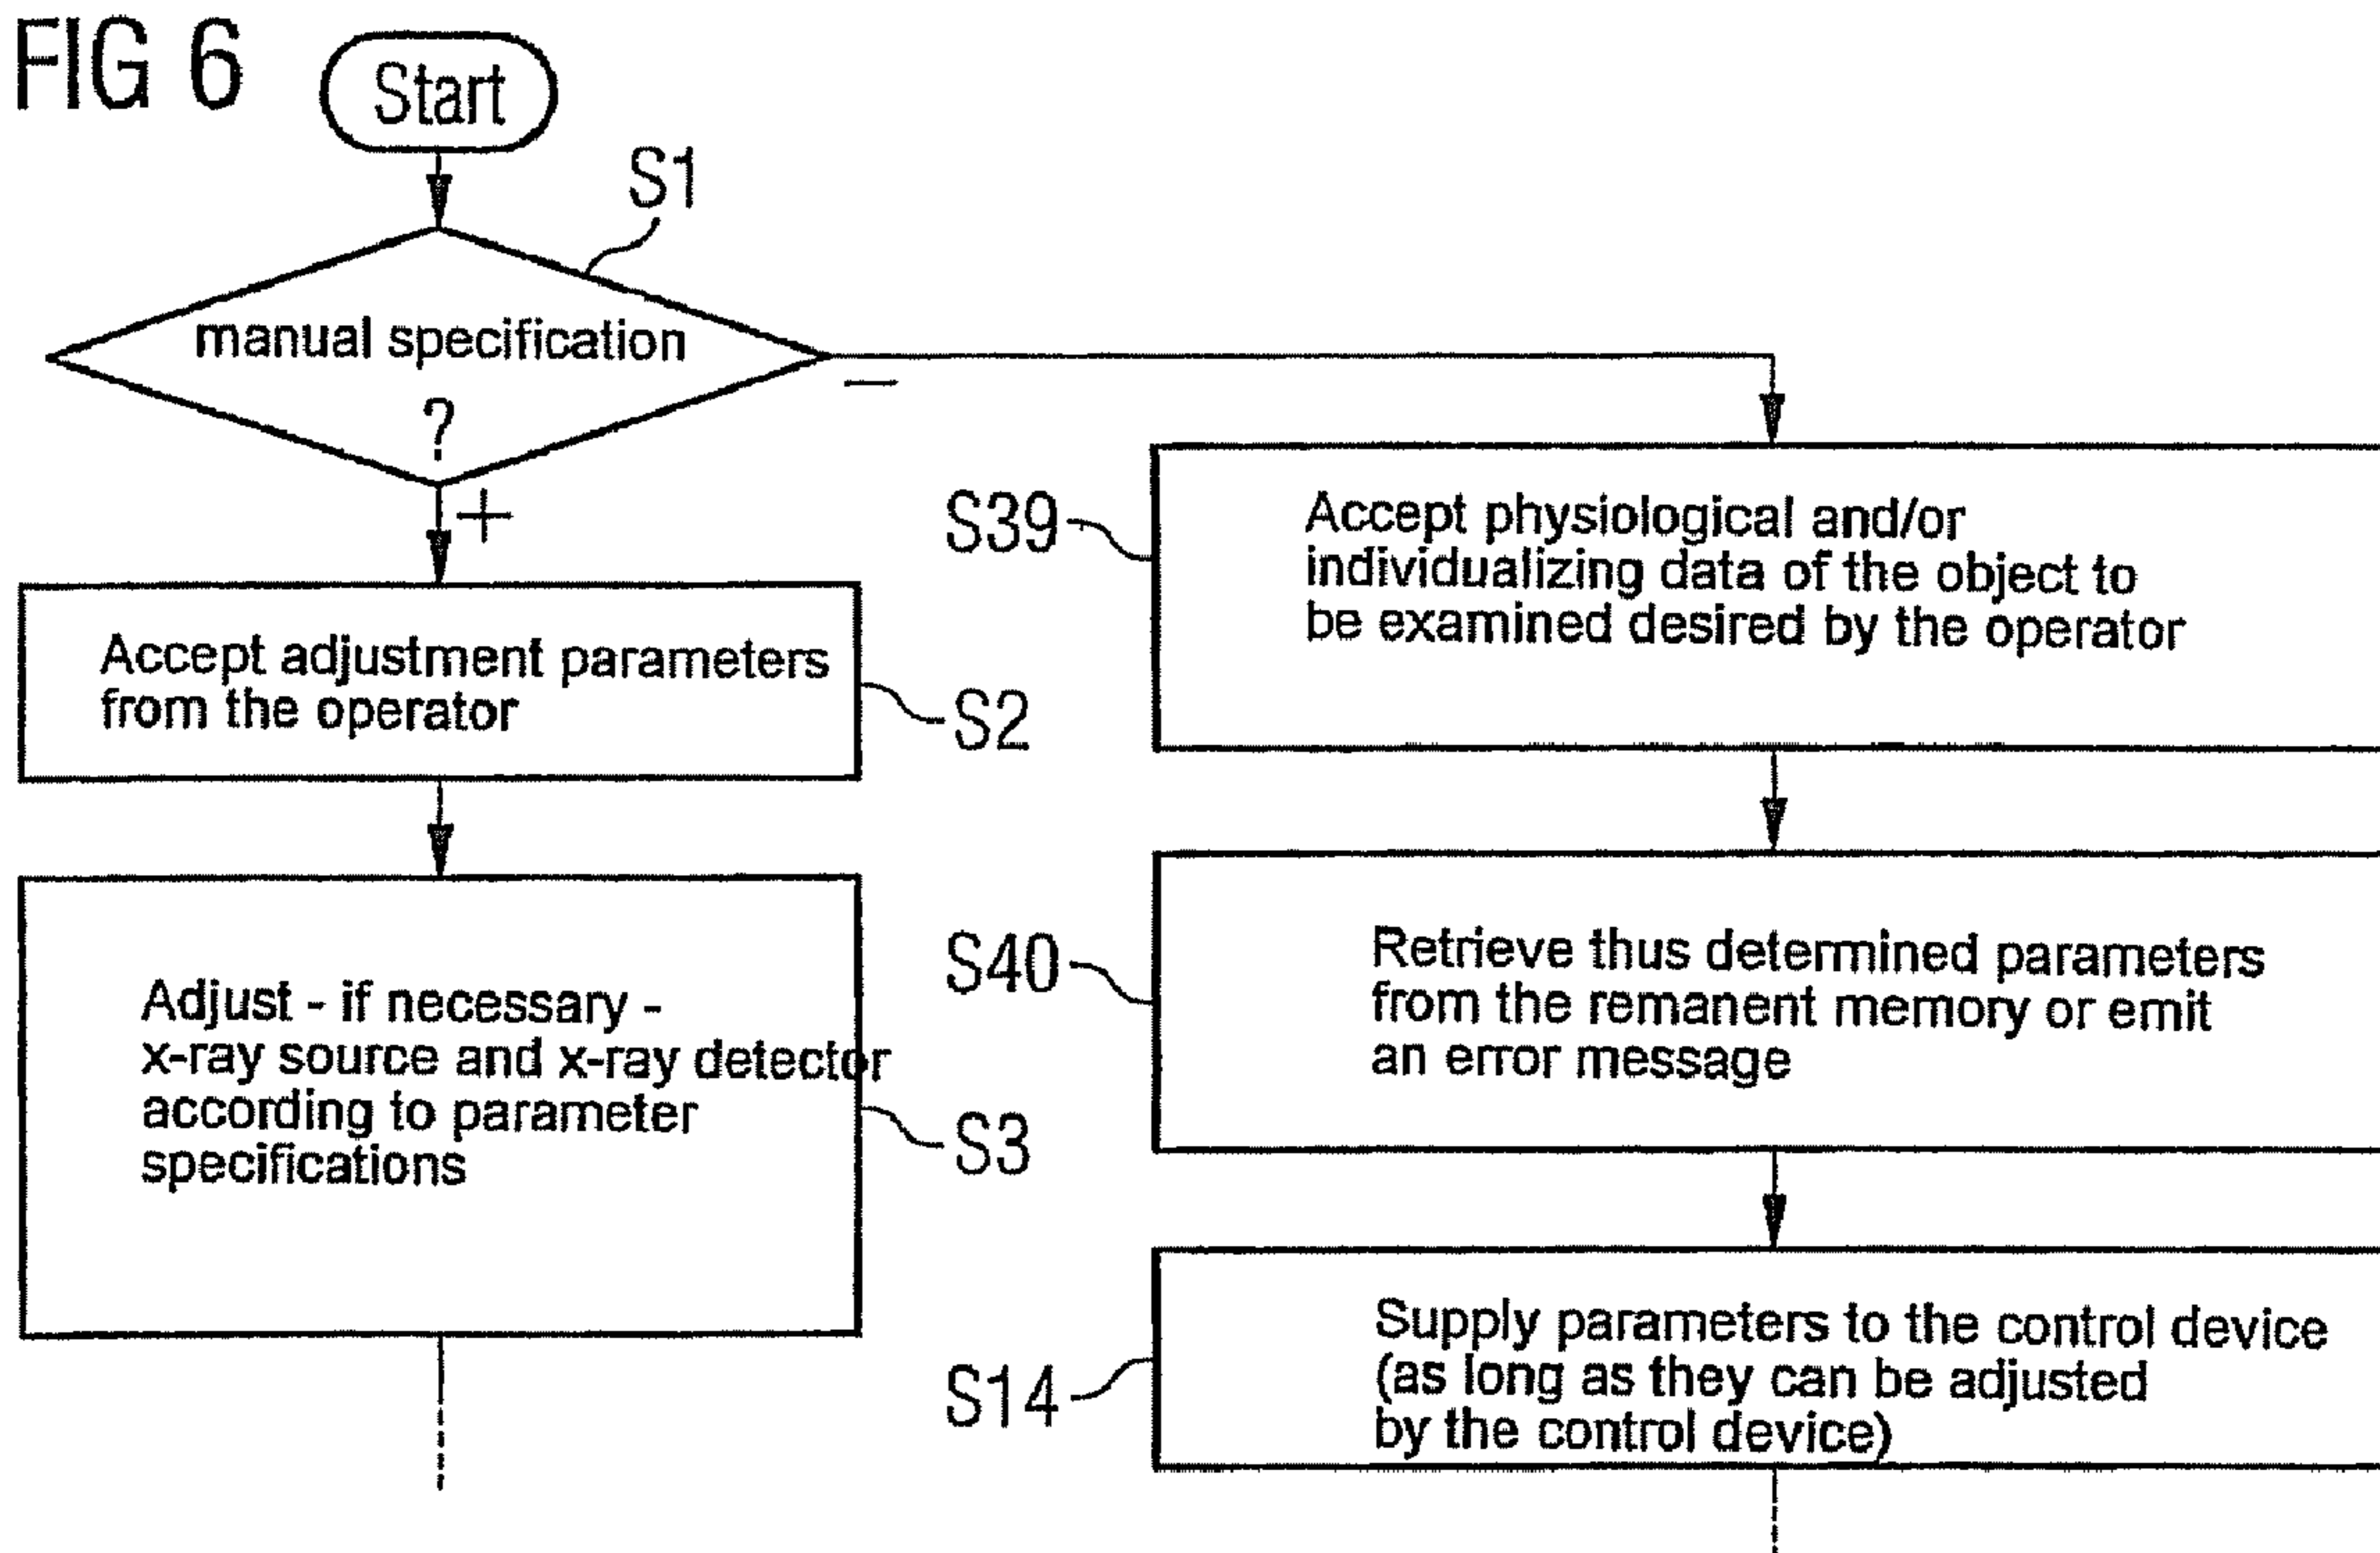 FIG 6
Start
S1
manual specification
?
—
+
Accept adjustment parameters
from the operator
S2
Adjust - if necessary -
x-ray source and x-ray detector
according to parameter
specifications
S3
S39
Accept physiological and/or
individualizing data of the object to
be examined desired by the operator
S40
Retrieve thus determined parameters
from the remanent memory or emit
an error message
S14
Supply parameters to the control device
(as long as they can be adjusted
by the control device)